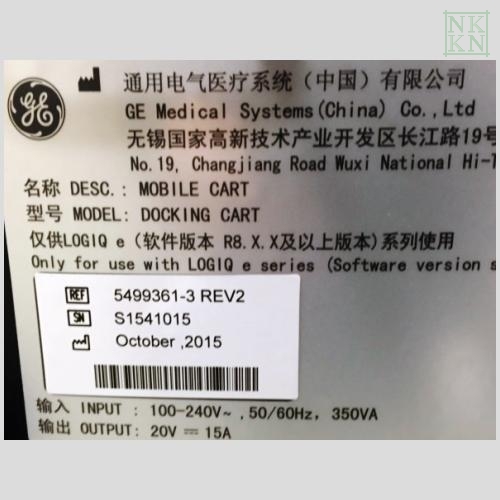 NK
KN
GE
通用电气医疗系统（中国）有限公司
GE Medical Systems(China) Co.,Ltd
无锡国家高新技术产业开发区长江路19号
No.19, Changjiang Road Wuxi National Hi-T
名称 DESC.: MOBILE CART
型号 MODEL: DOCKING CART
仅供LOGIQ e (软件版本 R8.X.X及以上版本)系列使用
Only for use with LOGIQ e series (Software version s
REF 5499361-3 REV2
SN S1541015
October ,2015
输入 INPUT : 100-240V~ ,50/60Hz, 350VA
输出 OUTPUT: 20V ⎓ 15A